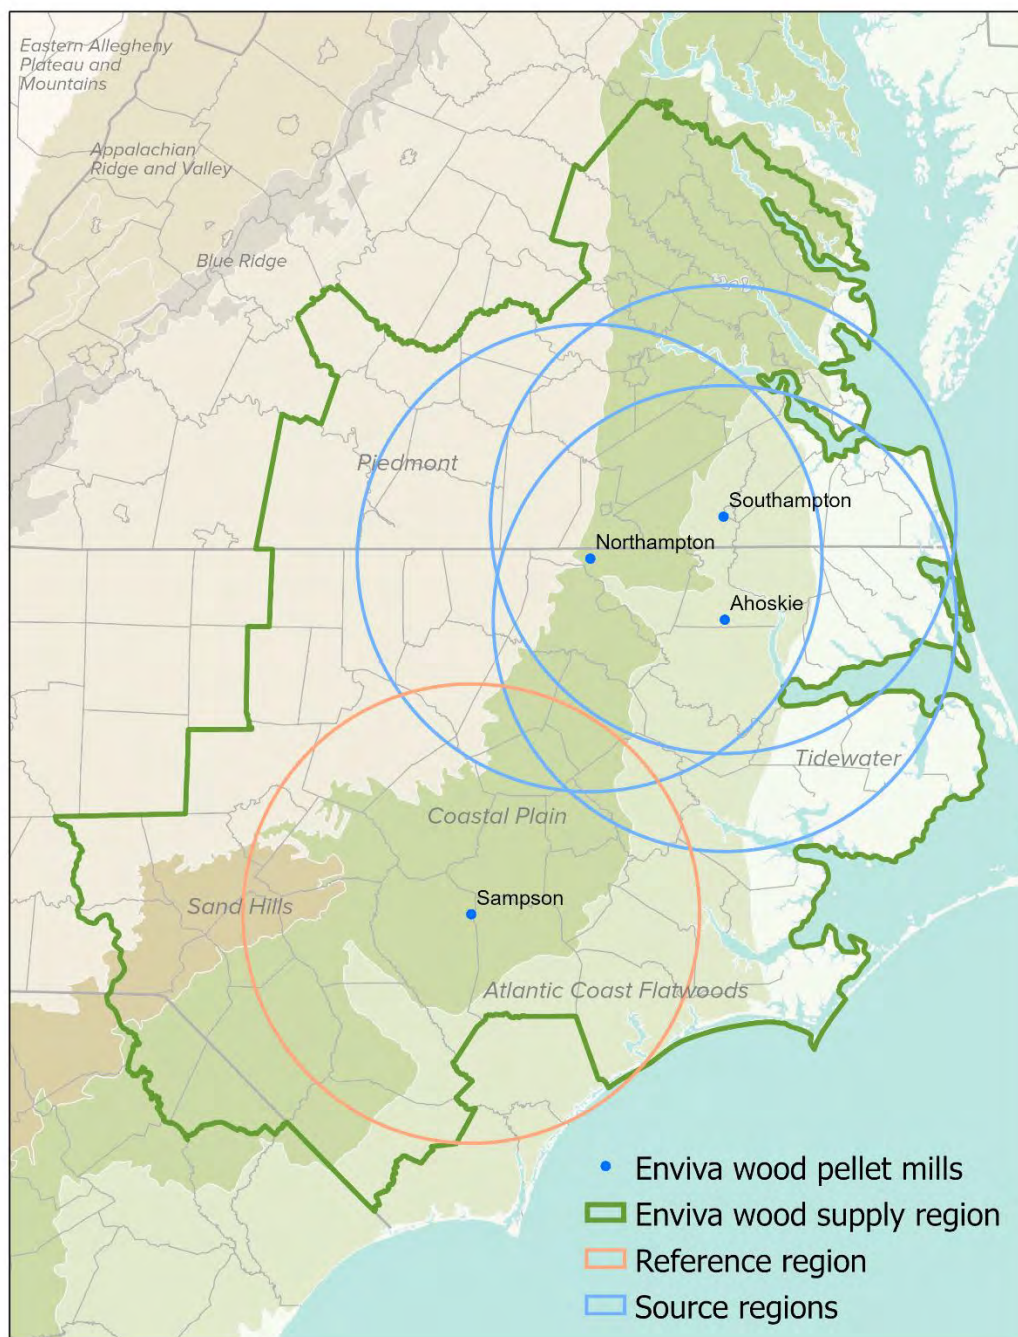 Eastern Allegheny
Plateau and
Mountains
Appalachian
Ridge and Valley
Blue Ridge
Piedmont
Southampton
Northampton
Ahoskie
Tidewater
Coastal Plain
Sand Hills
Sampson
Atlantic Coast Flatwoods
Enviva wood pellet mills
Enviva wood supply region
Reference region
Source regions